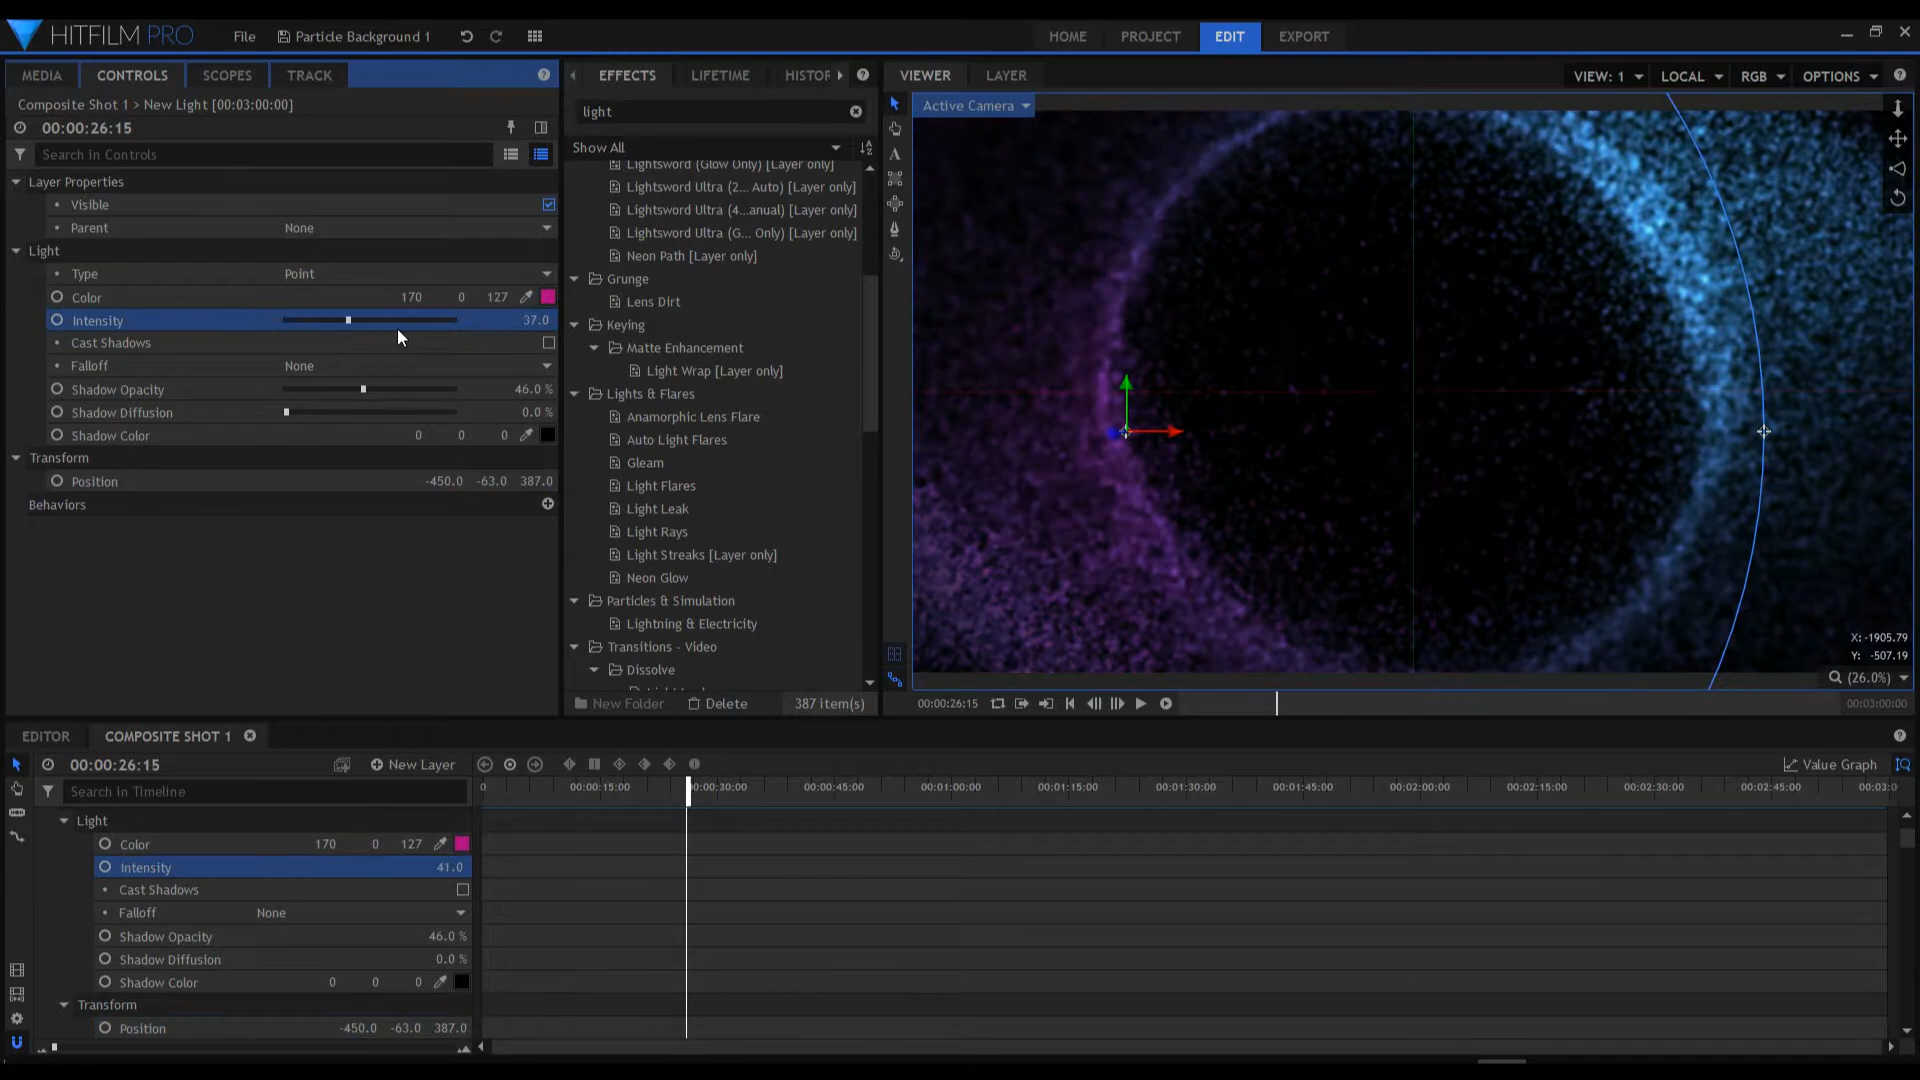 HITFILM PRO
File
Particle Background 1
HOME
PROJECT
EDIT
EXPORT
MEDIA
CONTROLS
SCOPES
TRACK
Composite Shot 1 > New Light [00:03:00:00]
00:00:26:15
Search in Controls
Layer Properties
Visible
Parent None
Light
Type Point
Color 170 0 127
Intensity 37.0
Cast Shadows
Falloff None
Shadow Opacity 46.0 %
Shadow Diffusion 0.0 %
Shadow Color 0 0 0
Transform
Position -450.0 -63.0 387.0
Behaviors
EFFECTS
LIFETIME
HISTOR
light
Show All
Lightsword (Glow Only) [Layer only]
Lightsword Ultra (2... Auto) [Layer only]
Lightsword Ultra (4...anual) [Layer only]
Lightsword Ultra (G... Only) [Layer only]
Neon Path [Layer only]
Grunge
Lens Dirt
Keying
Matte Enhancement
Light Wrap [Layer only]
Lights & Flares
Anamorphic Lens Flare
Auto Light Flares
Gleam
Light Flares
Light Leak
Light Rays
Light Streaks [Layer only]
Neon Glow
Particles & Simulation
Lightning & Electricity
Transitions - Video
Dissolve
New Folder
Delete
387 item(s)
VIEWER
LAYER
VIEW: 1
LOCAL
RGB
OPTIONS
Active Camera
X: -1905.79
Y: -507.19
(26.0%)
00:00:26:15
00:03:00:00
EDITOR
COMPOSITE SHOT 1
00:00:26:15
New Layer
Value Graph
Search in Timeline
0 00:00:15:00 00:00:30:00 00:00:45:00 00:01:00:00 00:01:15:00 00:01:30:00 00:01:45:00 00:02:00:00 00:02:15:00 00:02:30:00 00:02:45:00 00:03:0
Light
Color 170 0 127
Intensity 41.0
Cast Shadows
Falloff None
Shadow Opacity 46.0 %
Shadow Diffusion 0.0 %
Shadow Color 0 0 0
Transform
Position -450.0 -63.0 387.0